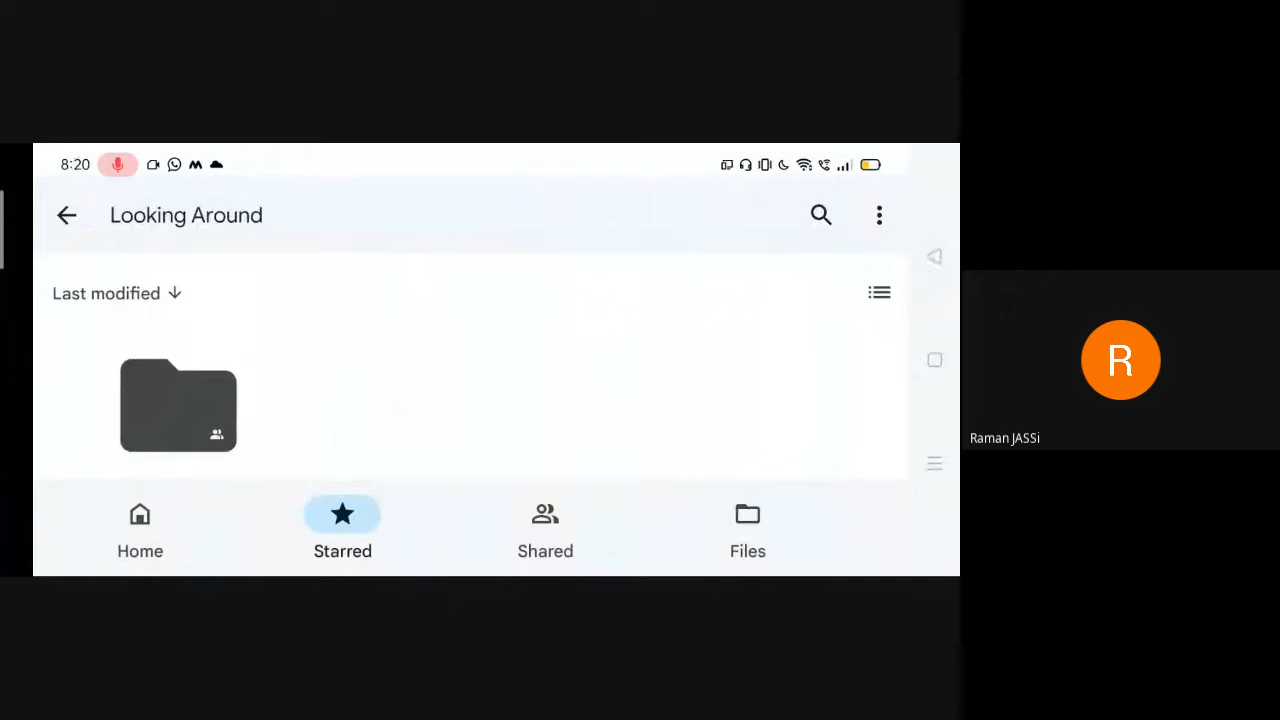 8:20
Looking Around
Last modified
Home
Starred
Shared
Files
R
Raman JASSi